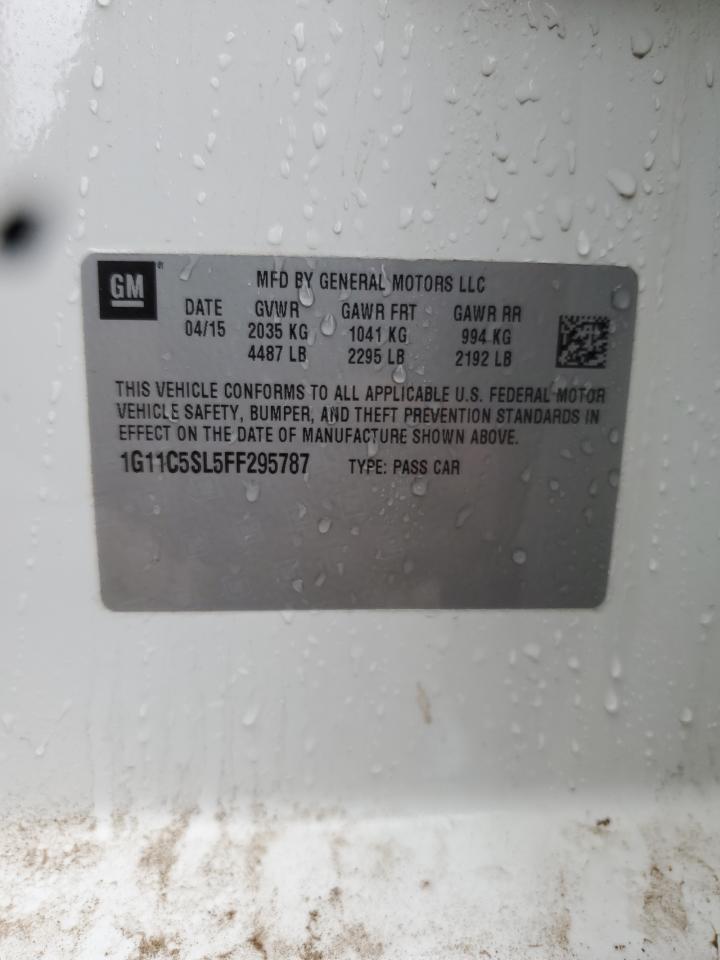 GM
MFD BY GENERAL MOTORS LLC
DATE GVWR GAWR FRT GAWR RR
04/15 2035 KG 1041 KG 994 KG
4487 LB 2295 LB 2192 LB
THIS VEHICLE CONFORMS TO ALL APPLICABLE U.S. FEDERAL MOTOR
VEHICLE SAFETY, BUMPER, AND THEFT PREVENTION STANDARDS IN
EFFECT ON THE DATE OF MANUFACTURE SHOWN ABOVE.
1G11C5SL5FF295787 TYPE: PASS CAR